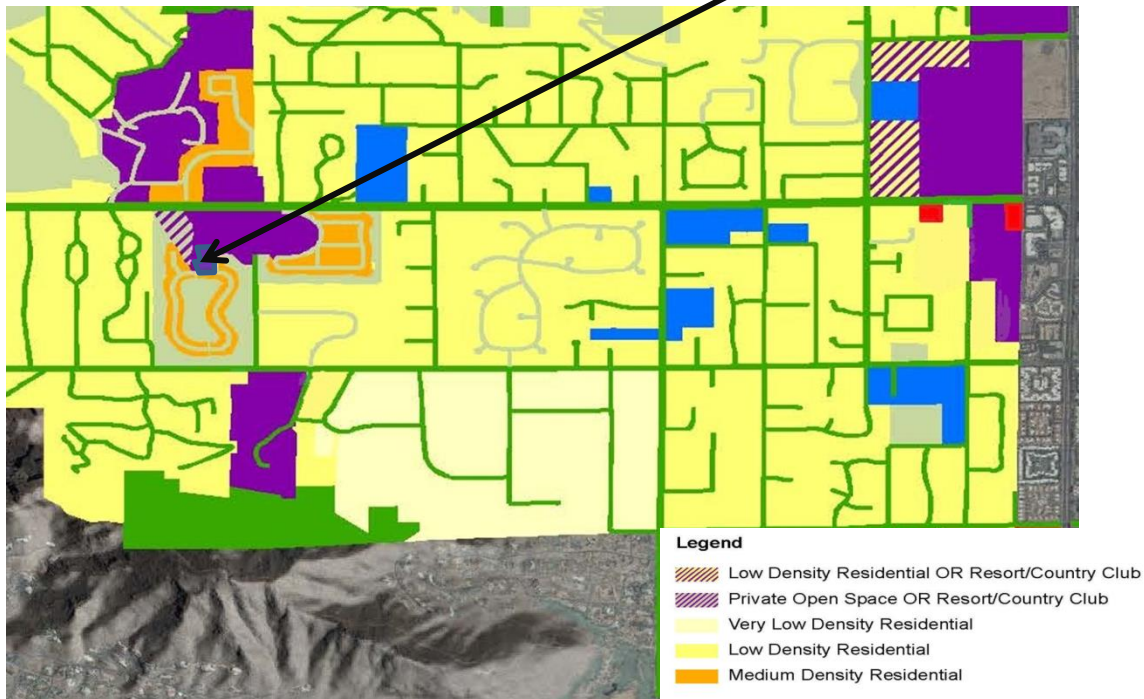 Legend
Low Density Residential OR Resort/Country Club
Private Open Space OR Resort/Country Club
Very Low Density Residential
Low Density Residential
Medium Density Residential